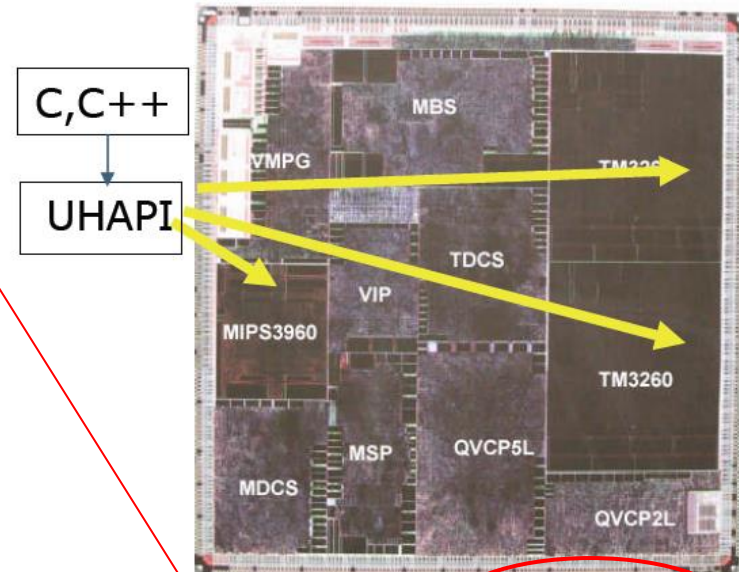 C,C++
MBS
VMPG
UHAPI
TDCS
VIP
MIPS3960
TM3260
MSP
QVCP5L
MDCS
QVCP2L